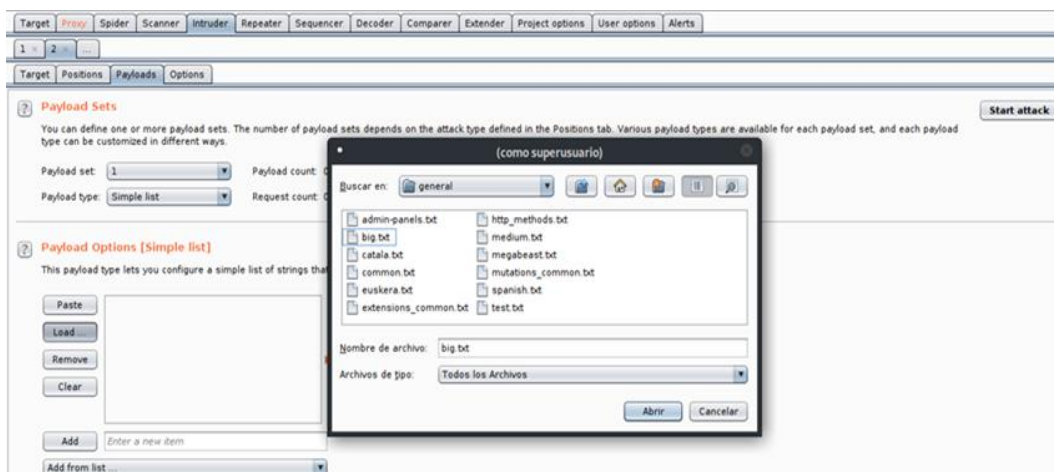 Target Proxy Spider Scanner Intruder Repeater Sequencer Decoder Comparer Extender Project options User options Alerts
1 × 2 × ...
Target Positions Payloads Options
? Payload Sets
Start attack
You can define one or more payload sets. The number of payload sets depends on the attack type defined in the Positions tab. Various payload types are available for each payload set, and each payload
type can be customized in different ways.
Payload set: 1
Payload count:
Payload type: Simple list
Request count:
? Payload Options [Simple list]
This payload type lets you configure a simple list of strings
Paste
Load ...
Remove
Clear
Add
Enter a new item
Add from list ...
(como superusuario)
Buscar en: general
admin-panels.txt
big.txt
catala.txt
common.txt
euskera.txt
extensions_common.txt
http_methods.txt
medium.txt
megabeast.txt
mutations_common.txt
spanish.txt
test.txt
Nombre de archivo: big.txt
Archivos de tipo: Todos los Archivos
Abrir
Cancelar